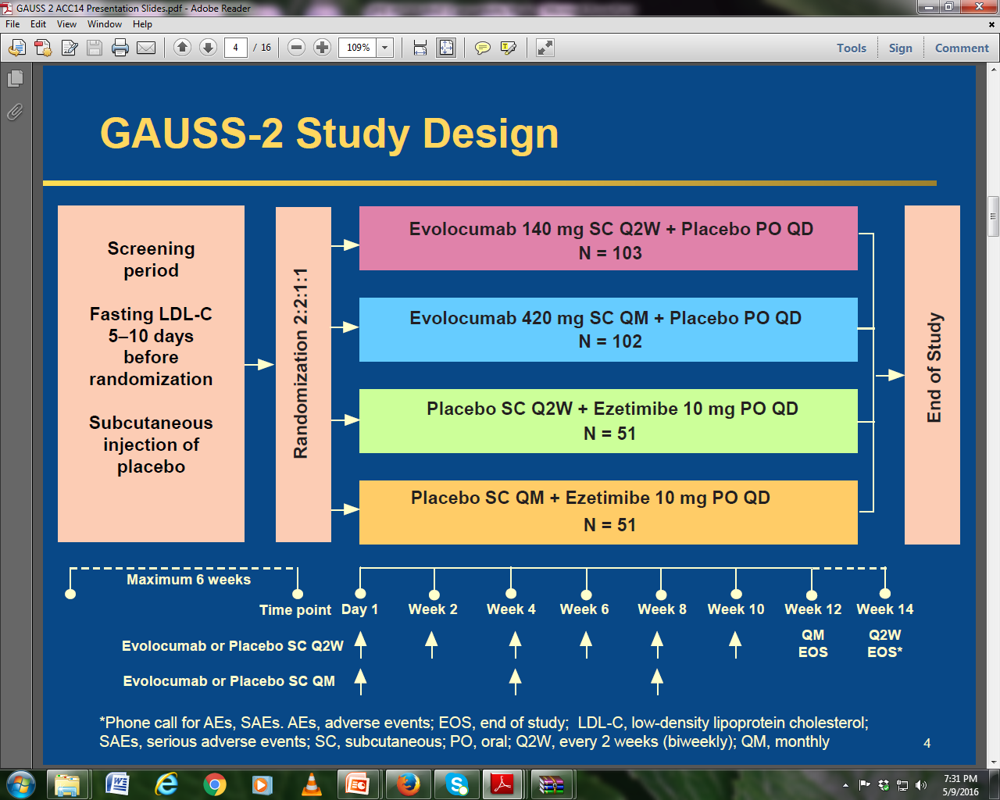 GAUSS 2 ACC14 Presentation Slides.pdf - Adobe Reader
File Edit View Window Help
4 / 16 109% Tools Sign Comment
GAUSS-2 Study Design
Screening
period
Fasting LDL-C
5–10 days
before
randomization
Subcutaneous
injection of
placebo
Randomization 2:2:1:1
Evolocumab 140 mg SC Q2W + Placebo PO QD
N = 103
Evolocumab 420 mg SC QM + Placebo PO QD
N = 102
Placebo SC Q2W + Ezetimibe 10 mg PO QD
N = 51
Placebo SC QM + Ezetimibe 10 mg PO QD
N = 51
End of Study
Maximum 6 weeks
Time point Day 1 Week 2 Week 4 Week 6 Week 8 Week 10 Week 12 Week 14
QM
EOS
Q2W
EOS*
Evolocumab or Placebo SC Q2W
Evolocumab or Placebo SC QM
*Phone call for AEs, SAEs. AEs, adverse events; EOS, end of study; LDL-C, low-density lipoprotein cholesterol;
SAEs, serious adverse events; SC, subcutaneous; PO, oral; Q2W, every 2 weeks (biweekly); QM, monthly
4
7:31 PM
5/9/2016